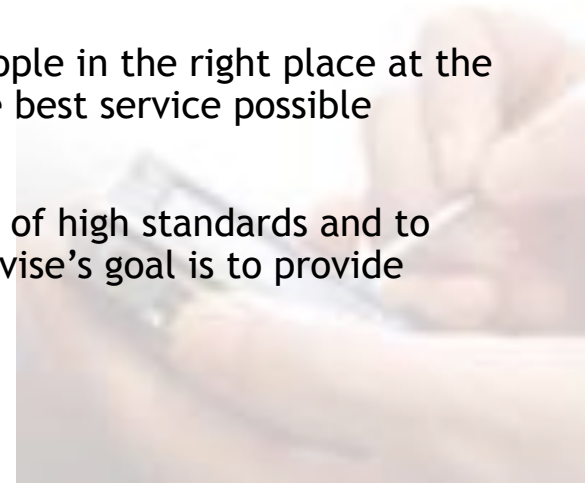 ople in the right place at the
best service possible
of high standards and to
vise’s goal is to provide